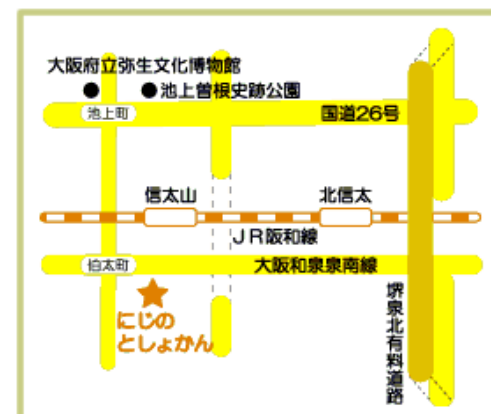 大阪府立弥生文化博物館
池上曽根史跡公園
池上町
国道26号
信太山
北信太
JR阪和線
伯太町
大阪和泉泉南線
にじの
としょかん
堺泉北有料道路